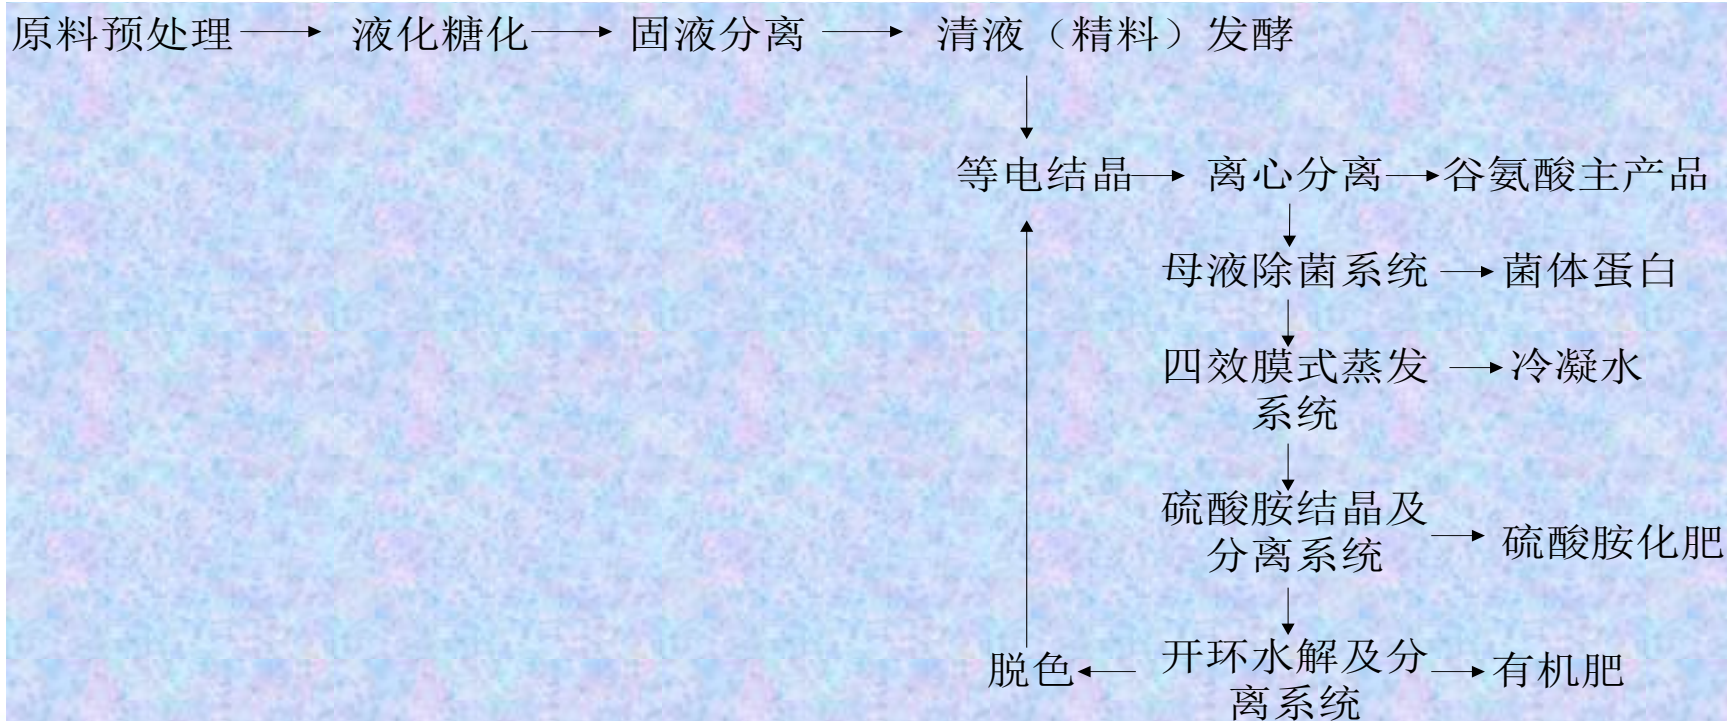 原料预处理 液化糖化 固液分离 清液（精料）发酵
等电结晶 离心分离 谷氨酸主产品
母液除菌系统 菌体蛋白
四效膜式蒸发 冷凝水
系统
硫酸胺结晶及
分离系统 硫酸胺化肥
脱色 开环水解及分 有机肥
离系统